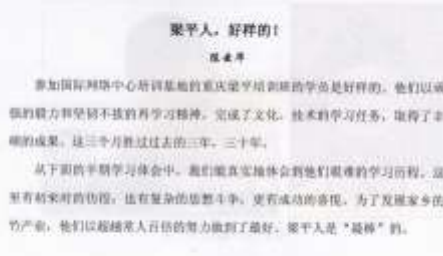 梁平人，好样的！
参加国际网络中心培训基地的重庆梁平培训班的学员是好样的，他们以顽
强的毅力和坚韧不拔的再学习精神，完成了文化、技术的学习任务，取得了丰
硕的成果。这三个月胜过过去的三年、三十年。
从下面的半期学习体会中，我们能真实地体会到他们艰难的学习历程，这
里有初来时的彷徨，也有复杂的思想斗争，更有成功的喜悦，为了发展家乡的
竹产业，他们以超越常人百倍的努力做到了最好，梁平人是“最棒”的。